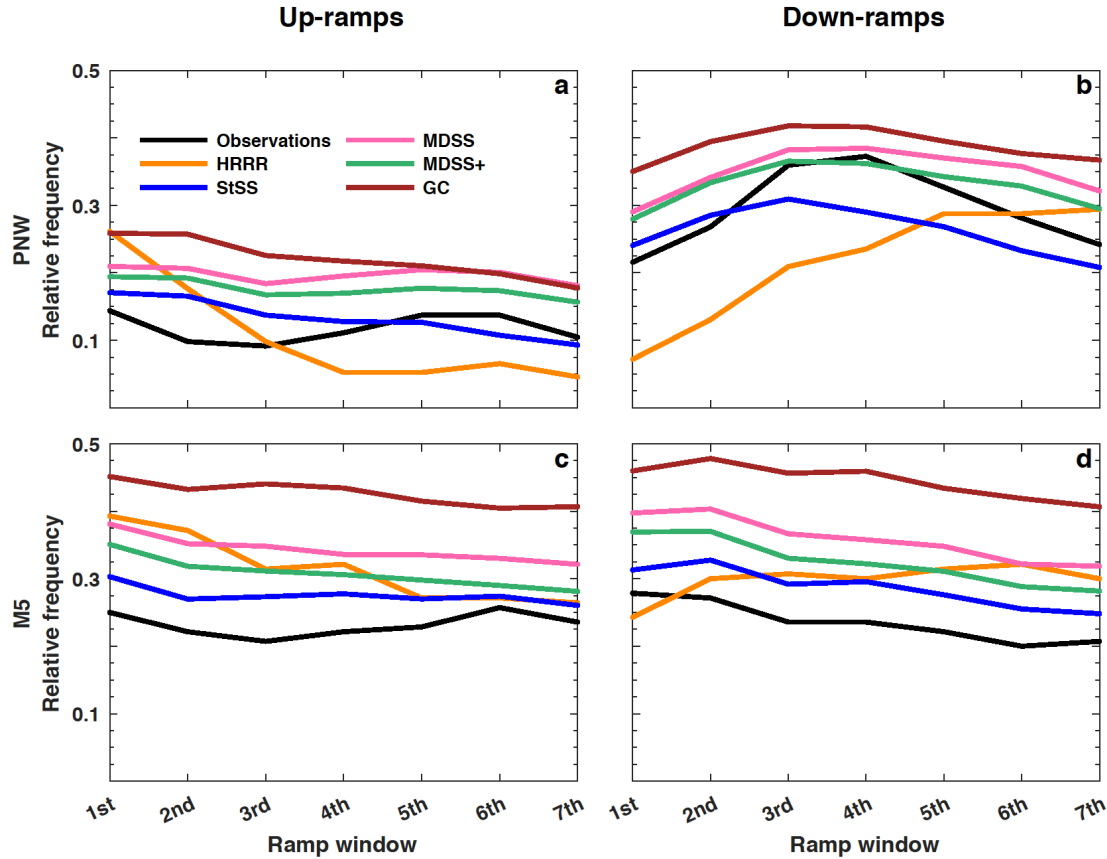 Up-ramps Down-ramps
PNW
Relative frequency
0.5
0.3
0.1
a
b
Observations
HRRR
StSS
MDSS
MDSS+
GC
M5
Relative frequency
0.5
0.3
0.1
c
d
1st 2nd 3rd 4th 5th 6th 7th
1st 2nd 3rd 4th 5th 6th 7th
Ramp window Ramp window